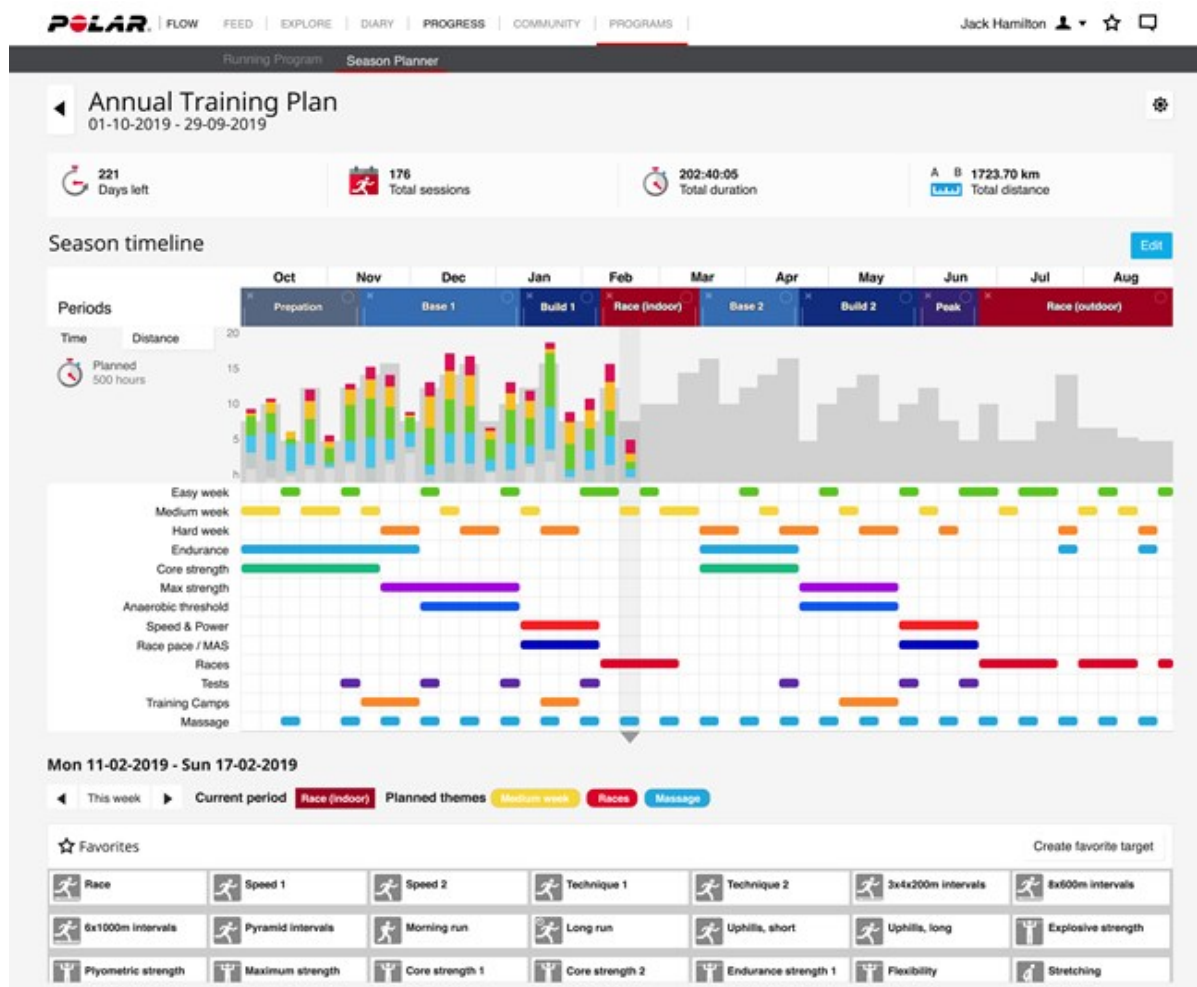 POLAR. FLOW FEED EXPLORE DIARY PROGRESS COMMUNITY PROGRAMS Jack Hamilton
Running Program Season Planner
Annual Training Plan
01-10-2019 - 29-09-2019
221 Days left
176 Total sessions
202:40:05 Total duration
A B 1723.70 km Total distance
Season timeline Edit
Oct Nov Dec Jan Feb Mar Apr May Jun Jul Aug
Periods Prepation Base 1 Build 1 Race (indoor) Base 2 Build 2 Peak Race (outdoor)
Time Distance
Planned
500 hours
20
15
10
5
h
Easy week
Medium week
Hard week
Endurance
Core strength
Max strength
Anaerobic threshold
Speed & Power
Race pace / MAS
Races
Tests
Training Camps
Massage
Mon 11-02-2019 - Sun 17-02-2019
This week Current period Race (Indoor) Planned themes Medium week Races Massage
Favorites Create favorite target
Race Speed 1 Speed 2 Technique 1 Technique 2 3x4x200m intervals 8x600m intervals
6x1000m intervals Pyramid intervals Morning run Long run Uphills, short Uphills, long Explosive strength
Plyometric strength Maximum strength Core strength 1 Core strength 2 Endurance strength 1 Flexibility Stretching